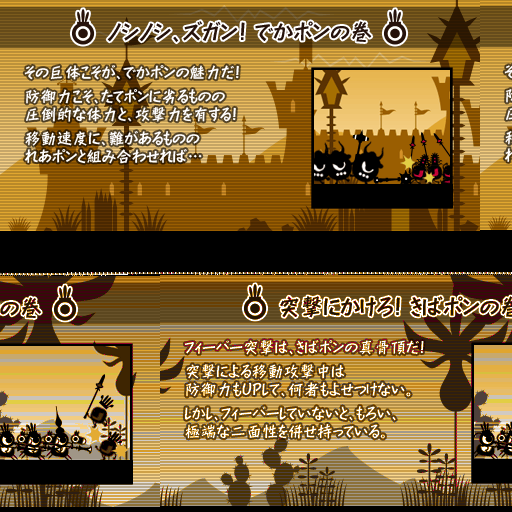 ノシノシ、ズガン! でかポンの巻
その巨体こそが、でかポンの魅力だ!
防御力こそ、たてポンに劣るものの
圧倒的な体力と、攻撃力を有する!
移動速度に、難があるものの
れあポンと組み合わせれば…
の巻
突撃にかけろ! きばポンの巻
フィーバー突撃は、きばポンの真骨頂だ!
突撃による移動攻撃中は
防御力もUPして、何者もよせつけない。
しかし、フィーバーしていないと、もろい、
極端な二面性を併せ持っている。